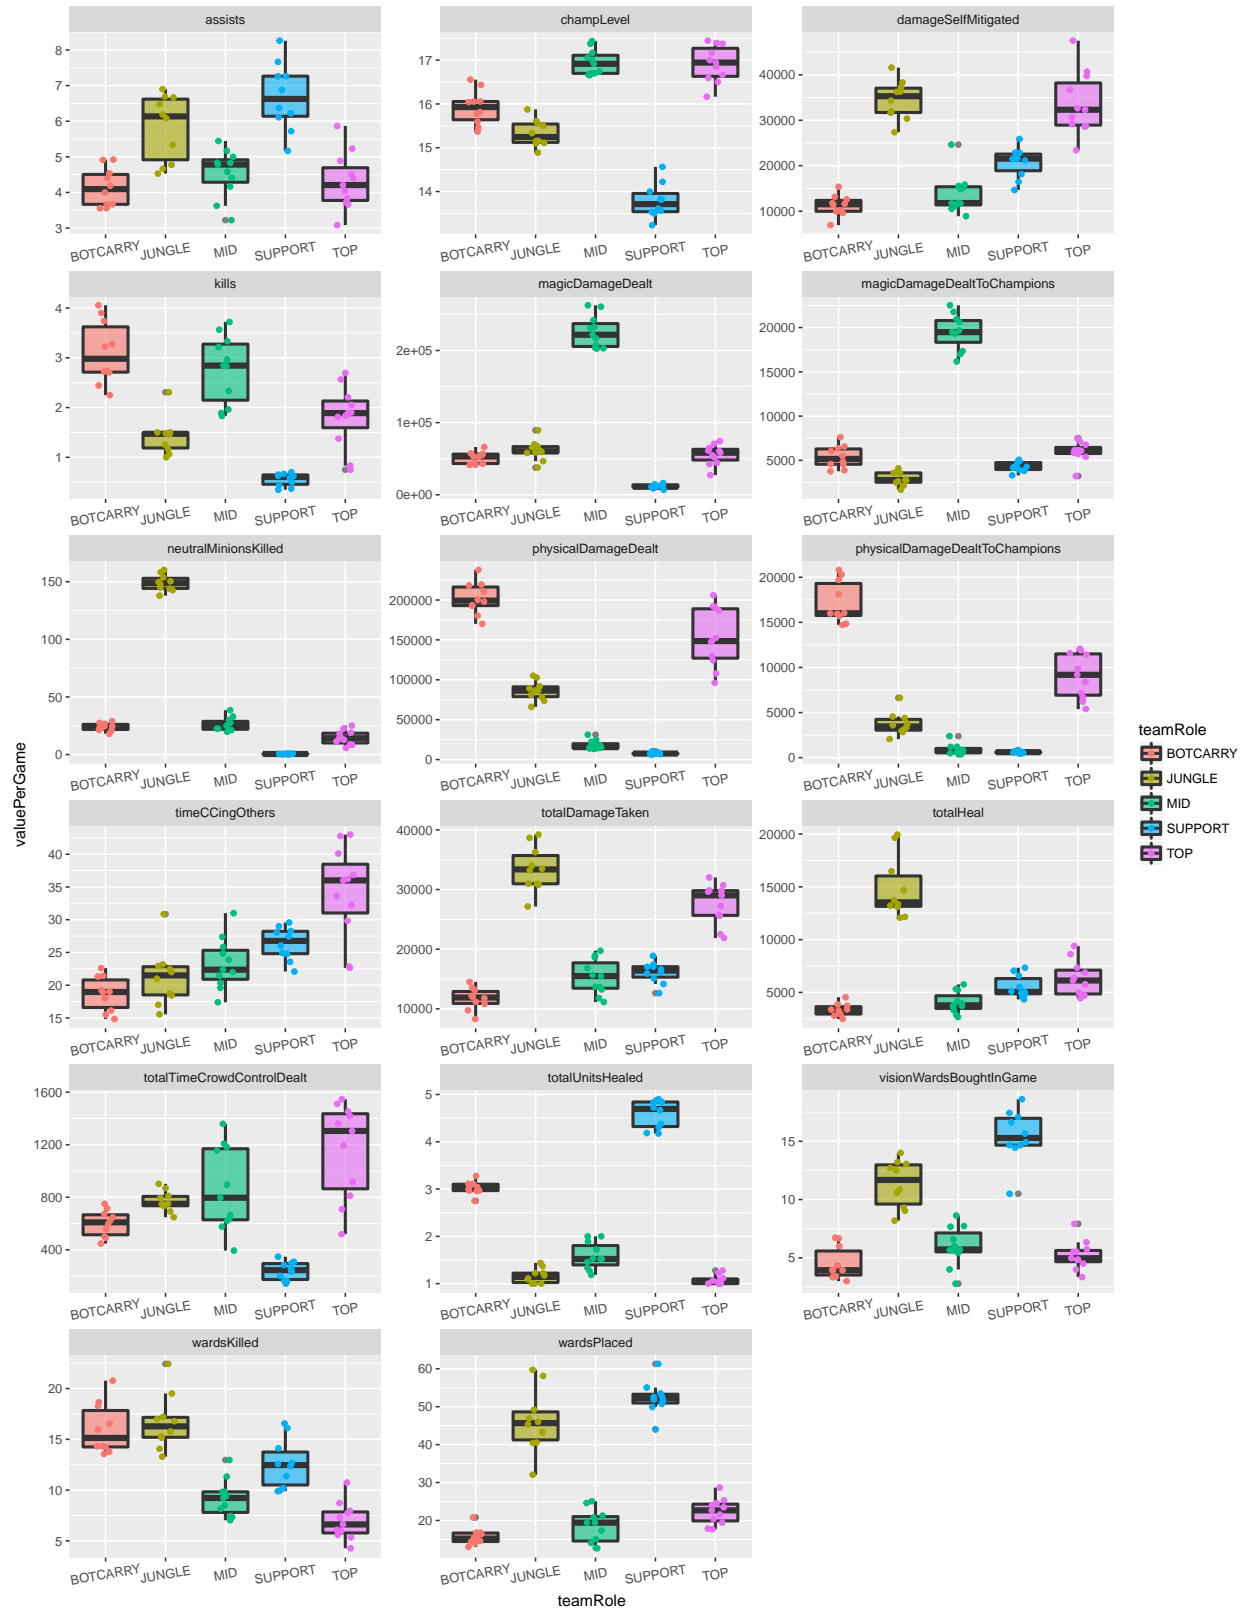 assists
champLevel
damageSelfMitigated
8
7
6
5
4
3
17
16
15
14
40000
30000
20000
10000
BOTCARRY JUNGLE MID SUPPORT TOP
BOTCARRY JUNGLE MID SUPPORT TOP
BOTCARRY JUNGLE MID SUPPORT TOP
kills
magicDamageDealt
magicDamageDealtToChampions
4
3
2
1
2e+05
1e+05
0e+00
20000
15000
10000
5000
BOTCARRY JUNGLE MID SUPPORT TOP
BOTCARRY JUNGLE MID SUPPORT TOP
BOTCARRY JUNGLE MID SUPPORT TOP
neutralMinionsKilled
physicalDamageDealt
physicalDamageDealtToChampions
150
100
50
0
200000
150000
100000
50000
0
20000
15000
10000
5000
0
BOTCARRY JUNGLE MID SUPPORT TOP
BOTCARRY JUNGLE MID SUPPORT TOP
BOTCARRY JUNGLE MID SUPPORT TOP
valuePerGame
teamRole
BOTCARRY
JUNGLE
MID
SUPPORT
TOP
timeCCingOthers
totalDamageTaken
totalHeal
40
35
30
25
20
15
40000
30000
20000
10000
20000
15000
10000
5000
BOTCARRY JUNGLE MID SUPPORT TOP
BOTCARRY JUNGLE MID SUPPORT TOP
BOTCARRY JUNGLE MID SUPPORT TOP
totalTimeCrowdControlDealt
totalUnitsHealed
visionWardsBoughtInGame
1600
1200
800
400
5
4
3
2
1
15
10
5
BOTCARRY JUNGLE MID SUPPORT TOP
BOTCARRY JUNGLE MID SUPPORT TOP
BOTCARRY JUNGLE MID SUPPORT TOP
wardsKilled
wardsPlaced
20
15
10
5
60
50
40
30
20
BOTCARRY JUNGLE MID SUPPORT TOP
BOTCARRY JUNGLE MID SUPPORT TOP
teamRole